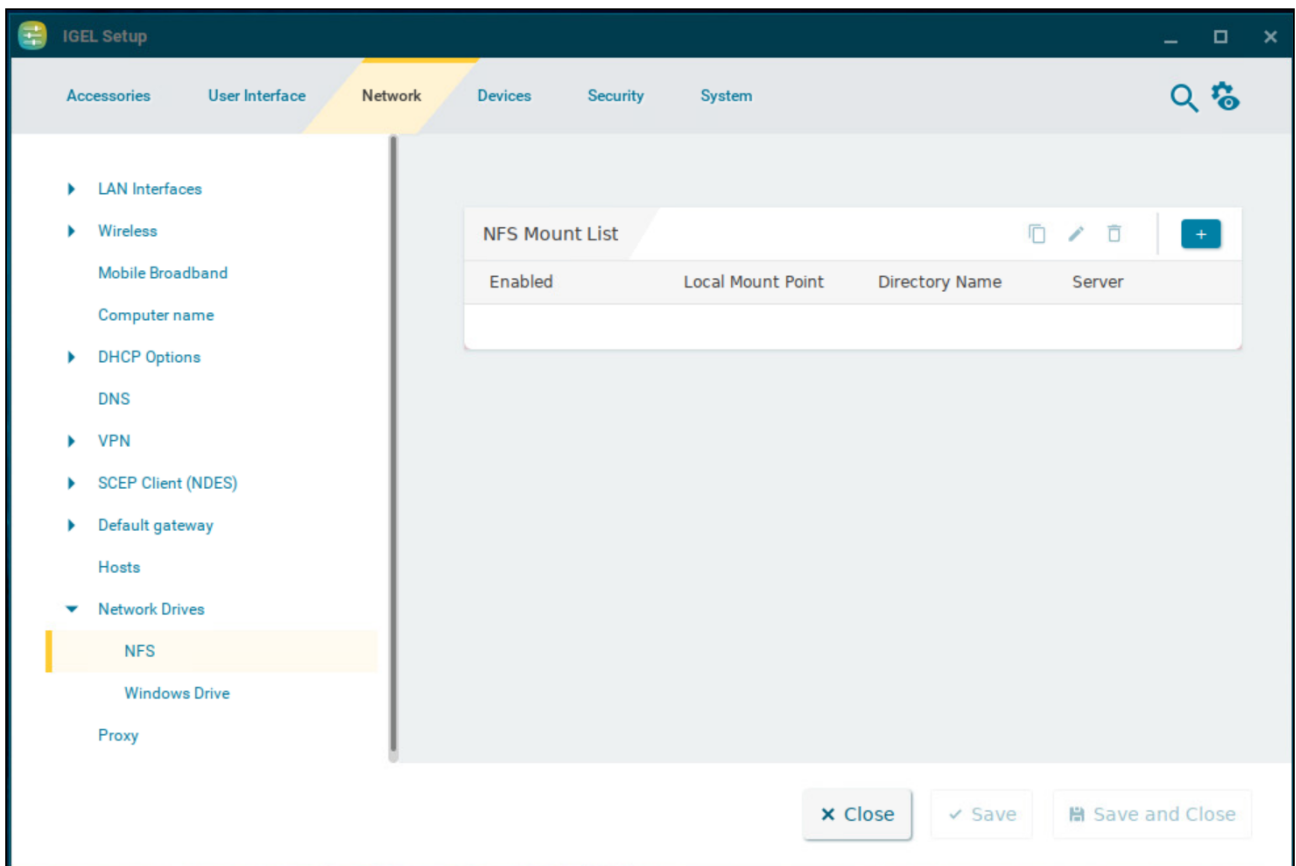 IGEL Setup
Accessories User Interface Network Devices Security System
LAN Interfaces
Wireless
Mobile Broadband
Computer name
DHCP Options
DNS
VPN
SCEP Client (NDES)
Default gateway
Hosts
Network Drives
NFS
Windows Drive
Proxy
NFS Mount List
Enabled Local Mount Point Directory Name Server
Close Save Save and Close